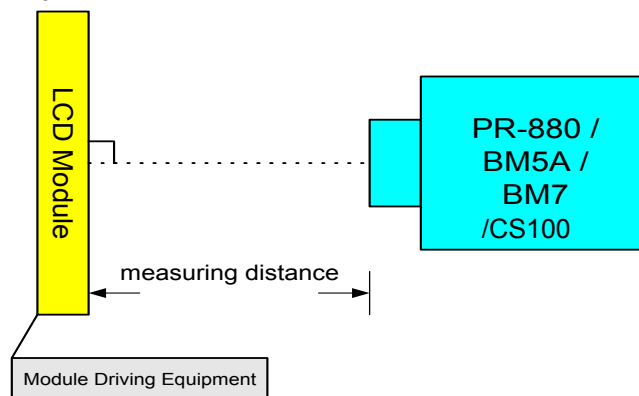 LCD Module
PR-880 /
BM5A /
BM7
/CS100
measuring distance
Module Driving Equipment